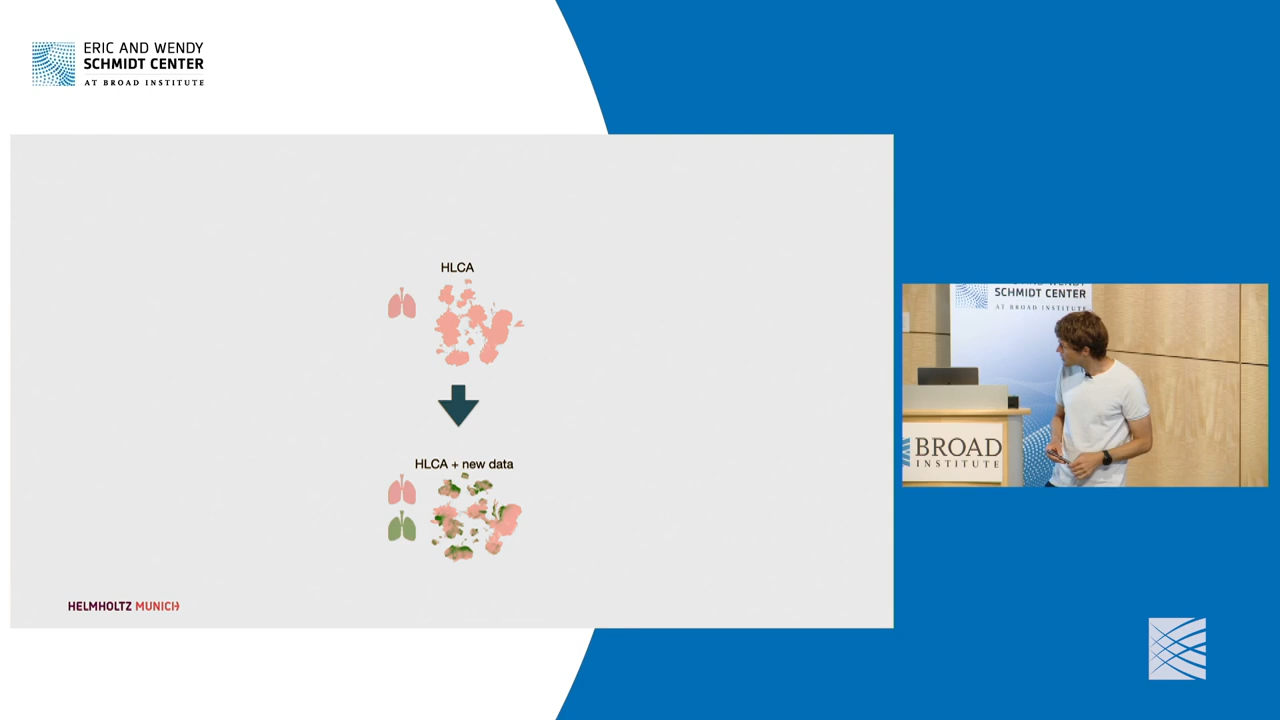 ERIC AND WENDY
SCHMIDT CENTER
AT BROAD INSTITUTE
HLCA
HLCA + new data
HELMHOLTZ MUNICH
SCHMIDT CENTER
AT BROAD INSTITUTE
BROAD
INSTITUTE